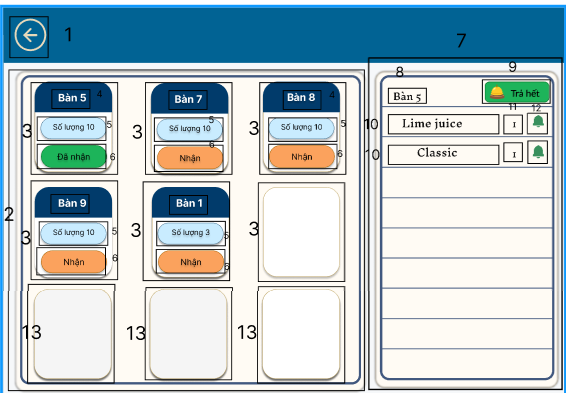 1
7
8
9
Bàn 5 4
Bàn 7
Bàn 8 4
Bàn 5
Trả hết
11 12
3 Số lượng 10 5
3 Số lượng 10 5
3 Số lượng 10 5
10 Lime juice 1
Đã nhận 6
Nhận 6
Nhận 6
10 Classic 1
2
Bàn 9
Bàn 1
3 Số lượng 10 5
3 Số lượng 3 5
3
Nhận 6
Nhận 6
13
13
13